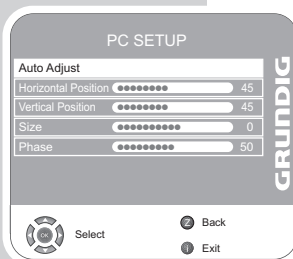 PC SETUP
Auto Adjust
Horizontal Position 45
Vertical Position 45
Size 0
Phase 50
GRUNDIG
OK Select
Z Back
i Exit